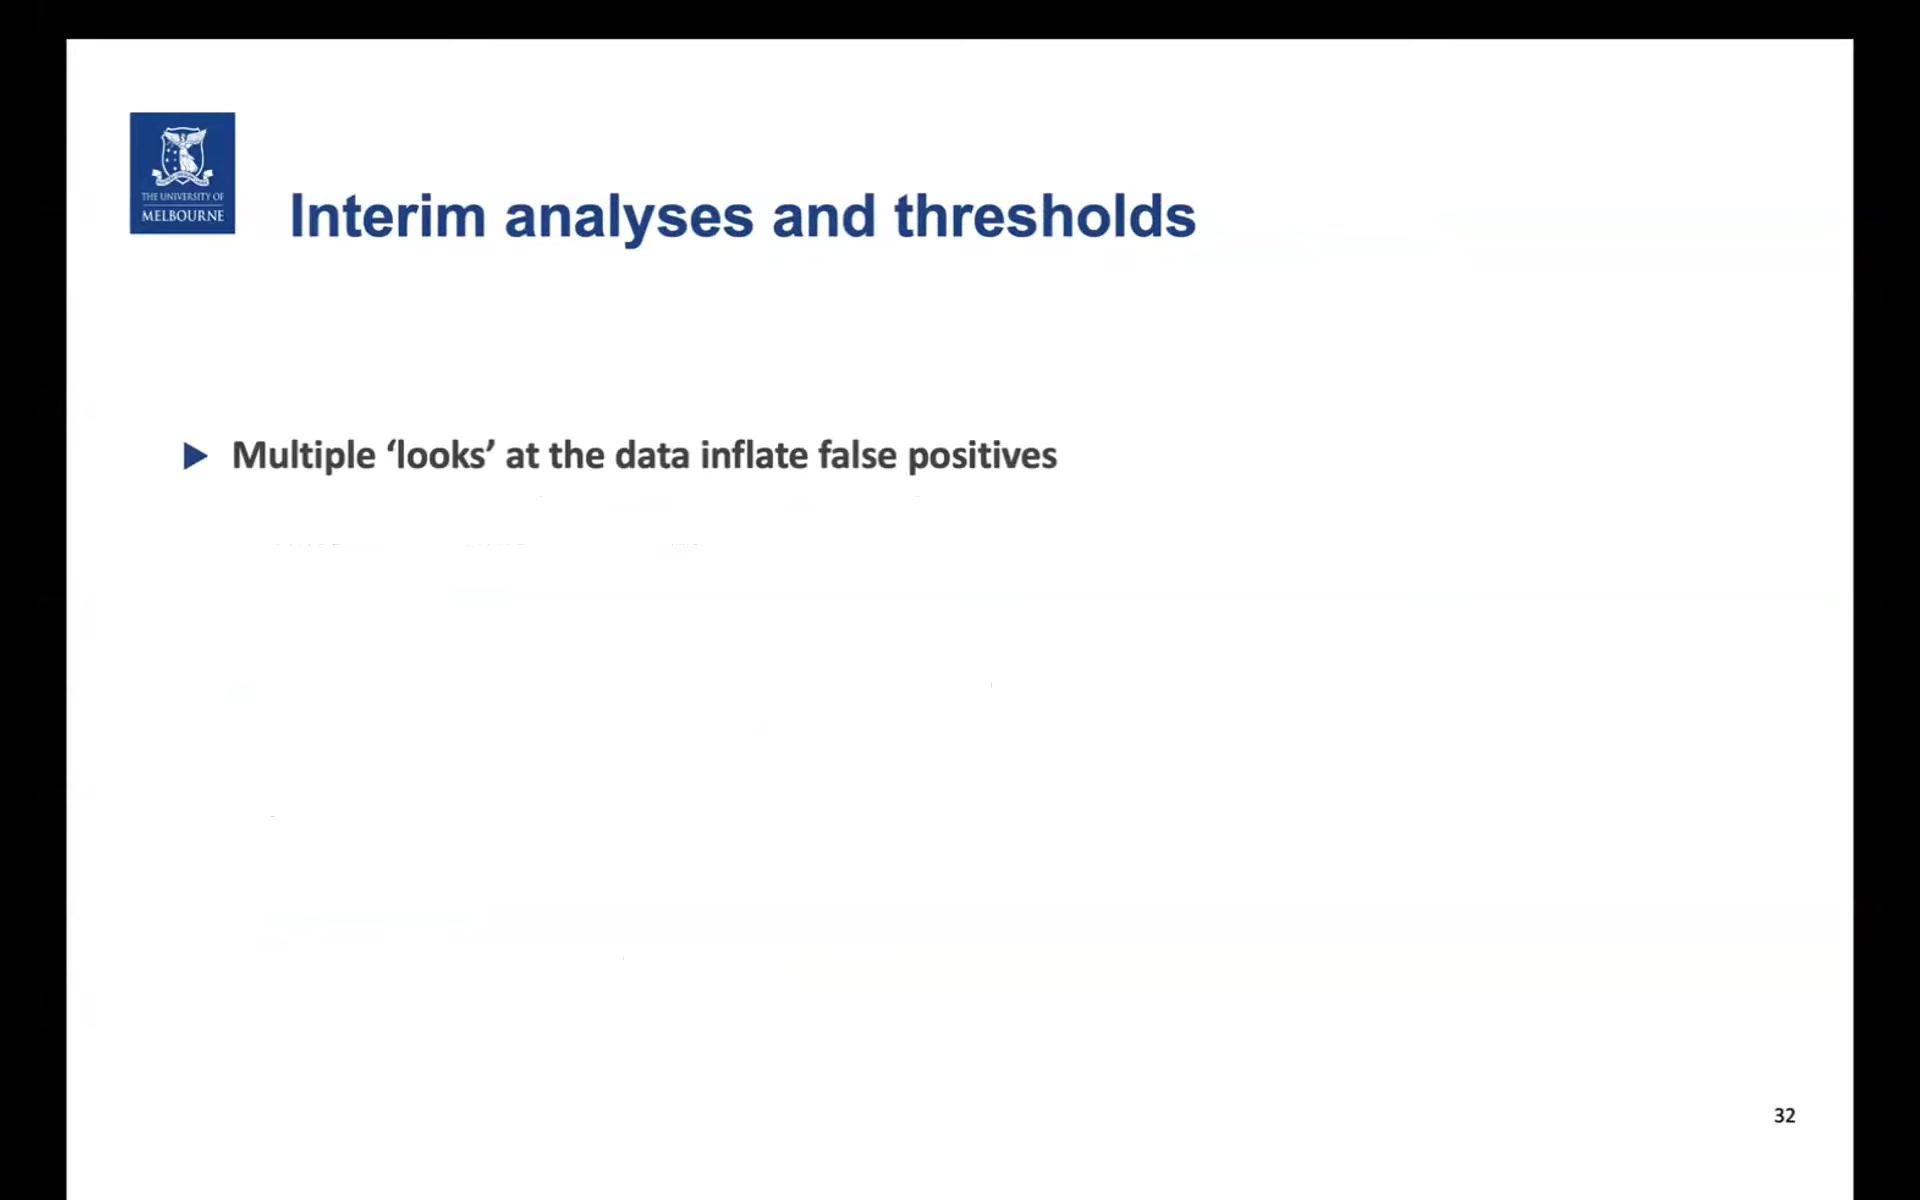 THE UNIVERSITY OF
MELBOURNE
Interim analyses and thresholds
Multiple ‘looks’ at the data inflate false positives
32